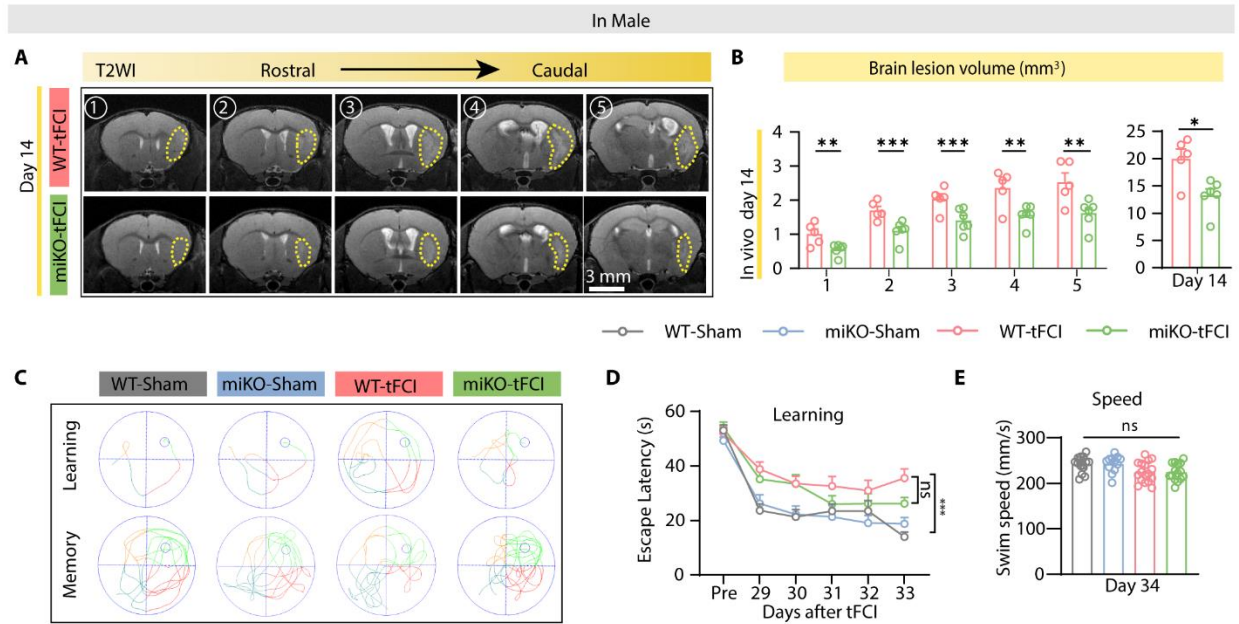 In Male
A
T2WI Rostral Caudal
Day 14
WT-tFCI
miKO-tFCI
1 2 3 4 5
3 mm
B
Brain lesion volume (mm³)
In vivo day 14
4
3
2
1
0
** *** *** ** **
1 2 3 4 5
25
20
15
10
5
0
*
Day 14
WT-Sham miKO-Sham WT-tFCI miKO-tFCI
C
WT-Sham miKO-Sham WT-tFCI miKO-tFCI
Learning
Memory
D
Learning
Escape Latency (s)
60
40
20
0
ns
***
Pre 29 30 31 32 33
Days after tFCI
E
Speed
ns
Swim speed (mm/s)
300
200
100
0
Day 34